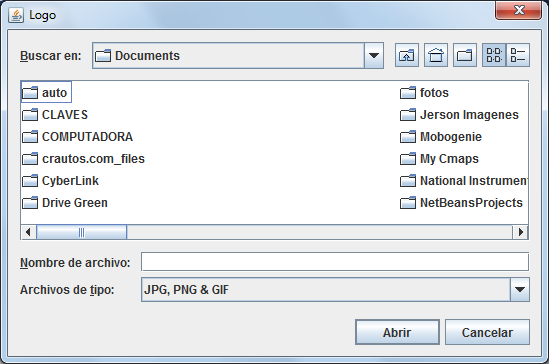 Logo
Buscar en: Documents
auto
CLAVES
COMPUTADORA
crautos.com_files
CyberLink
Drive Green
fotos
Jerson Imagenes
Mobogenie
My Cmaps
National Instrument
NetBeansProjects
Nombre de archivo:
Archivos de tipo: JPG, PNG & GIF
Abrir Cancelar